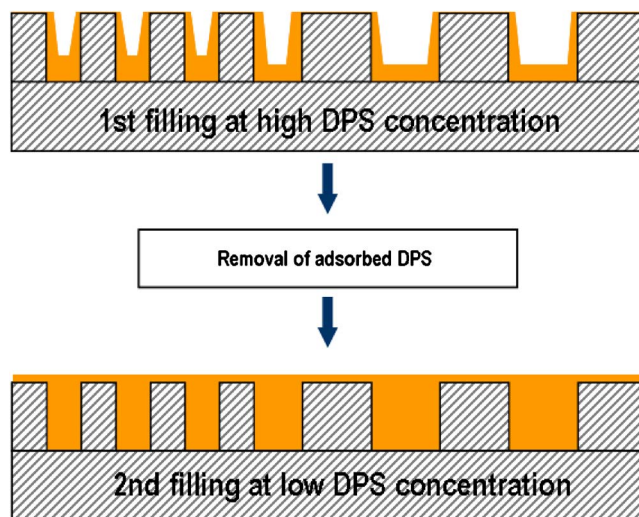 1st filling at high DPS concentration
Removal of adsorbed DPS
2nd filling at low DPS concentration